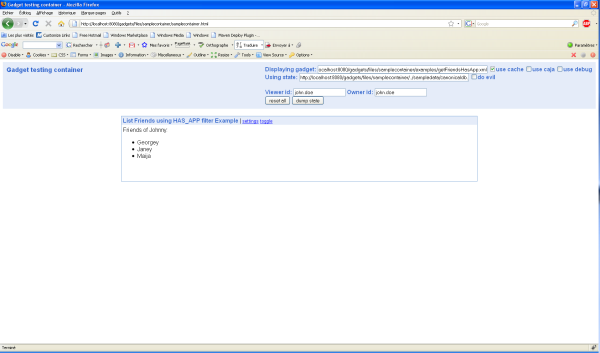 Gadget testing container - Mozilla Firefox
Fichier Édition Affichage Historique Marque-pages Outils ?
http://localhost:8080/gadgets/files/samplecontainer/samplecontainer.html
Google
Les plus visités Customize Links Free Hotmail Windows Marketplace Windows Media Windows Maven Deploy Plugin -...
Google Rechercher Mes favoris Traduire Orthographe Envoyer à Paramètres
Disable Cookies CSS Forms Images Information Miscellaneous Outline Resize Tools View Source Options
Gadget testing container
Displaying gadget: localhost:8080/gadgets/files/samplecontainer/examples/getFriendsHasApp.xml use cache use caja use debug
Using state: http://localhost:8080/gadgets/files/samplecontainer/ do evil
Viewer id: john.doe Owner id: john.doe
reset all dump state
List Friends using HAS_APP filter Example | settings toggle
Friends of Johnny
Georgey
Janey
Maija
Terminé